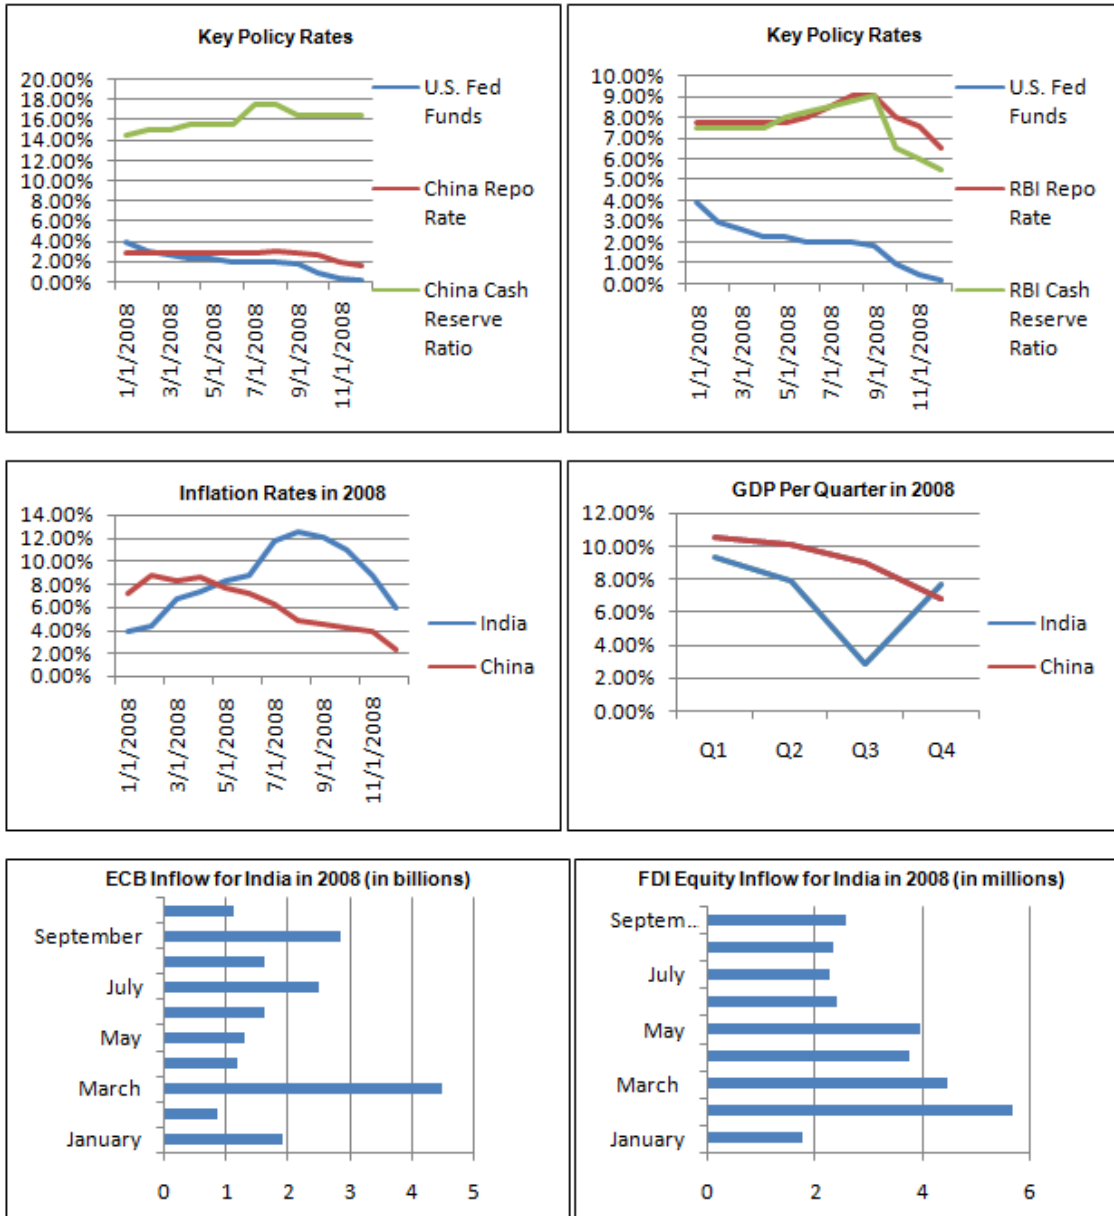 Key Policy Rates
20.00%
18.00%
16.00%
14.00%
12.00%
10.00%
8.00%
6.00%
4.00%
2.00%
0.00%
1/1/2008
3/1/2008
5/1/2008
7/1/2008
9/1/2008
11/1/2008
U.S. Fed
Funds
China Repo
Rate
China Cash
Reserve
Ratio
Key Policy Rates
10.00%
9.00%
8.00%
7.00%
6.00%
5.00%
4.00%
3.00%
2.00%
1.00%
0.00%
1/1/2008
3/1/2008
5/1/2008
7/1/2008
9/1/2008
11/1/2008
U.S. Fed
Funds
RBI Repo
Rate
RBI Cash
Reserve
Ratio
Inflation Rates in 2008
14.00%
12.00%
10.00%
8.00%
6.00%
4.00%
2.00%
0.00%
1/1/2008
3/1/2008
5/1/2008
7/1/2008
9/1/2008
11/1/2008
India
China
GDP Per Quarter in 2008
12.00%
10.00%
8.00%
6.00%
4.00%
2.00%
0.00%
Q1 Q2 Q3 Q4
India
China
ECB Inflow for India in 2008 (in billions)
September
July
May
March
January
0 1 2 3 4 5
FDI Equity Inflow for India in 2008 (in millions)
Septem...
July
May
March
January
0 2 4 6